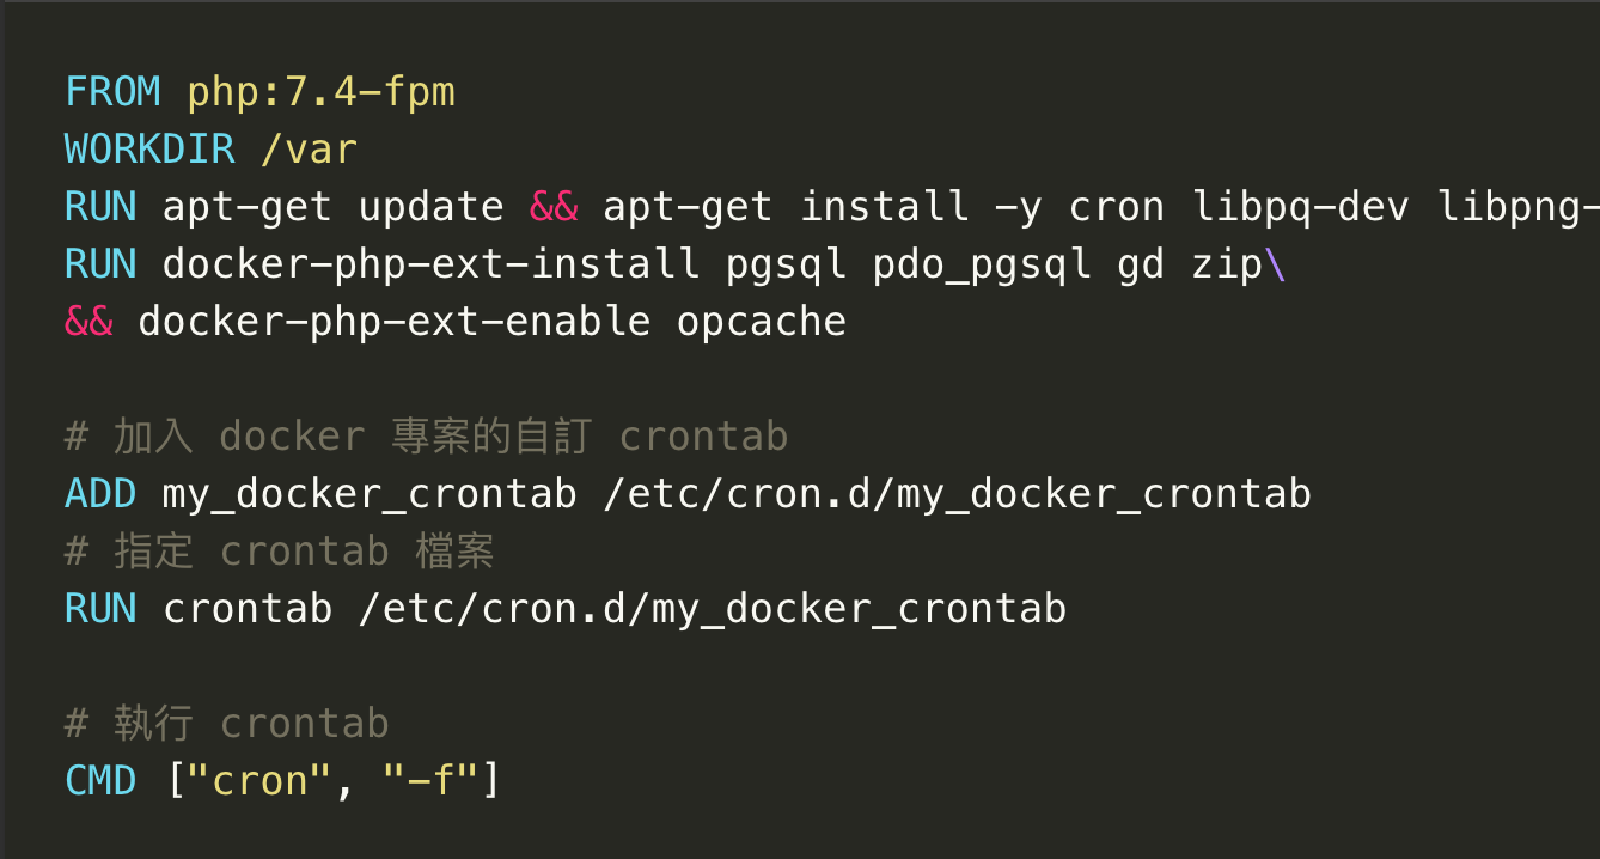 FROM php:7.4-fpm
WORKDIR /var
RUN apt-get update && apt-get install -y cron libpq-dev libpng-
RUN docker-php-ext-install pgsql pdo_pgsql gd zip\
&& docker-php-ext-enable opcache
# 加入 docker 專案的自訂 crontab
ADD my_docker_crontab /etc/cron.d/my_docker_crontab
# 指定 crontab 檔案
RUN crontab /etc/cron.d/my_docker_crontab
# 執行 crontab
CMD ["cron", "-f"]